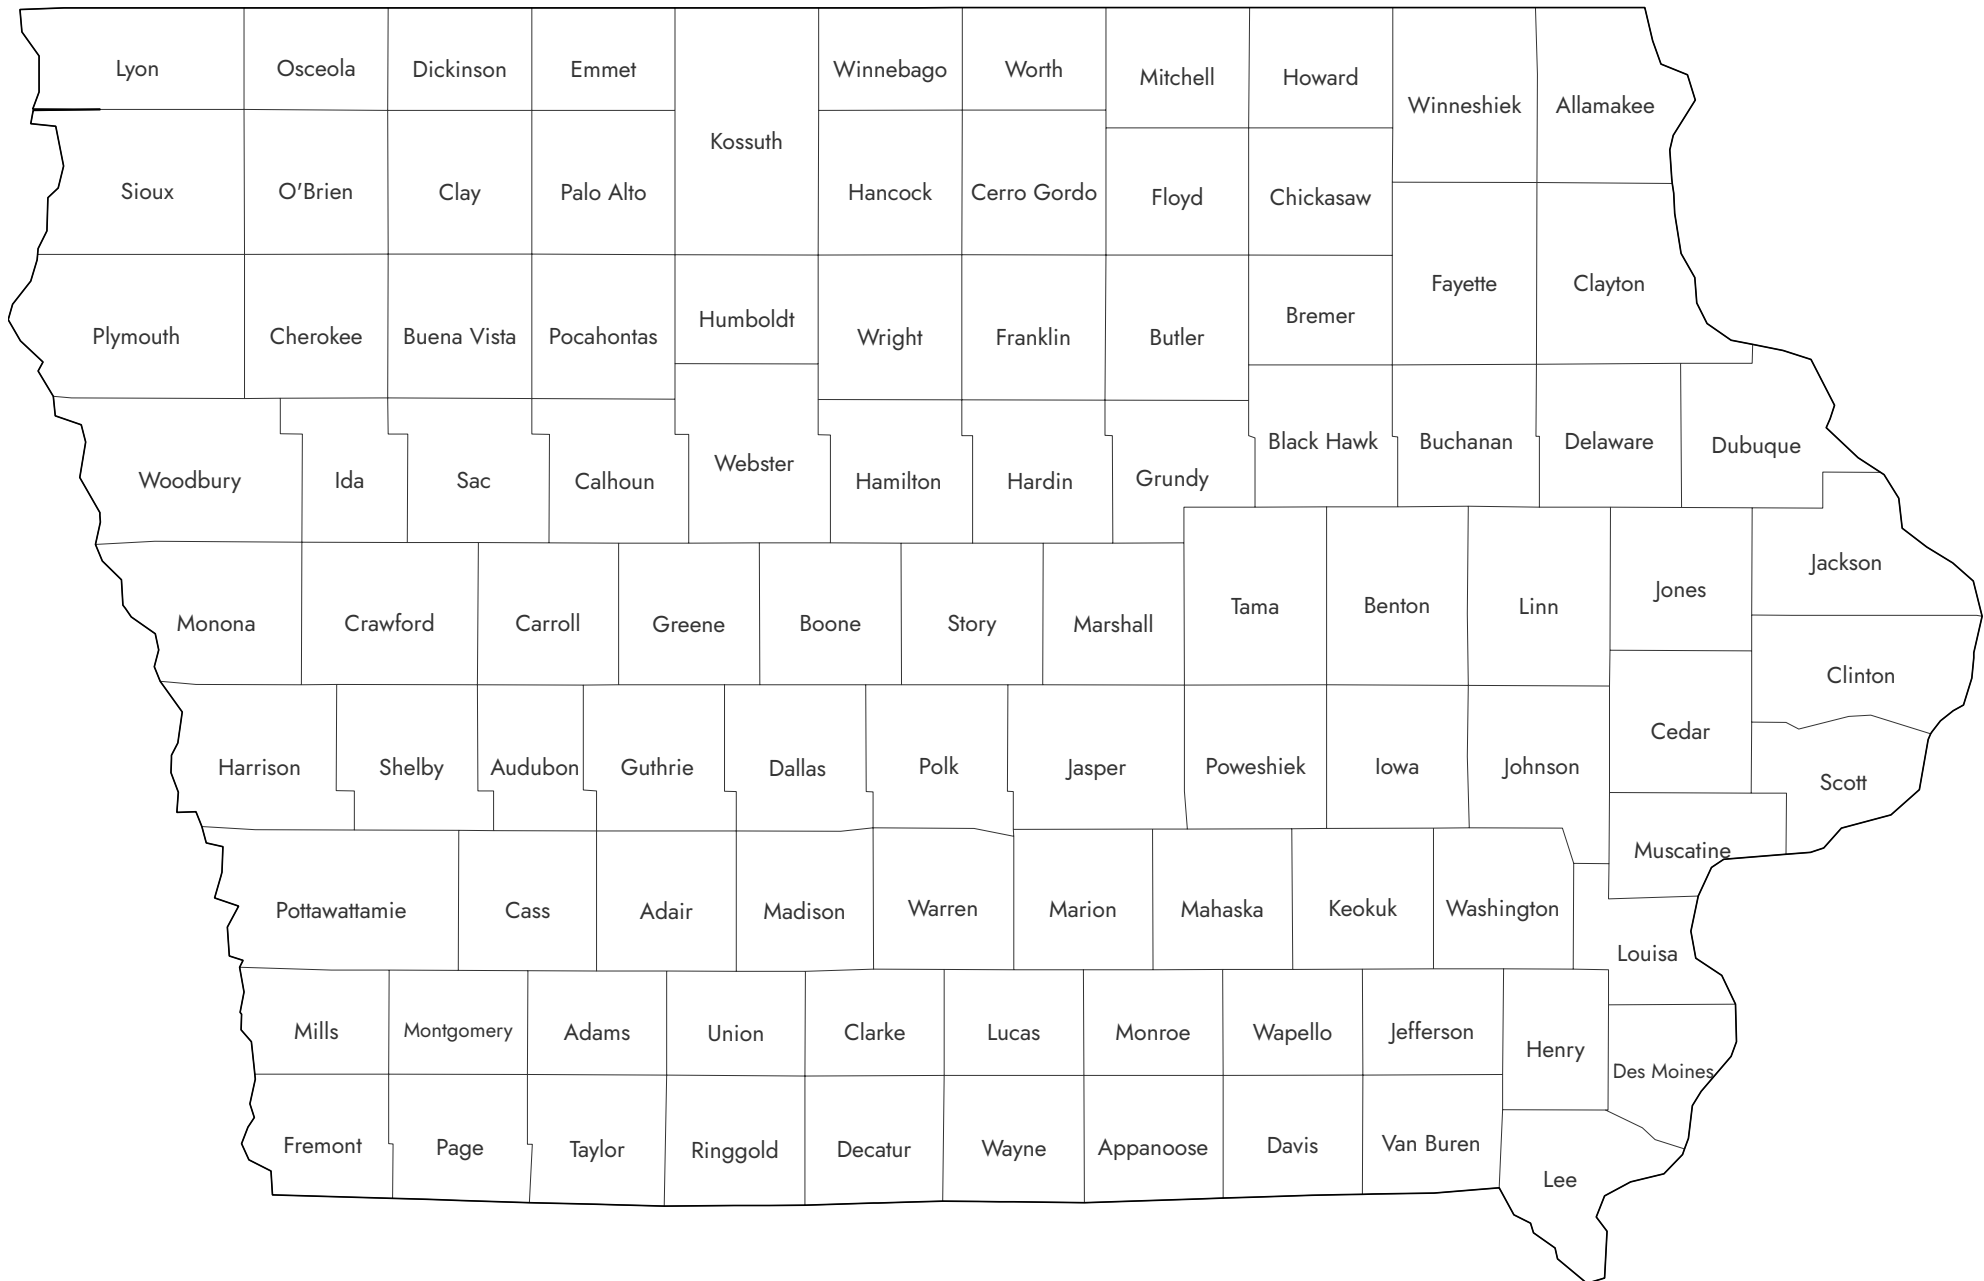 Lyon
Osceola
Dickinson
Emmet
Kossuth
Winnebago
Worth
Mitchell
Howard
Winneshiek
Allamakee
Sioux
O'Brien
Clay
Palo Alto
Hancock
Cerro Gordo
Floyd
Chickasaw
Fayette
Clayton
Plymouth
Cherokee
Buena Vista
Pocahontas
Humboldt
Wright
Franklin
Butler
Bremer
Woodbury
Ida
Sac
Calhoun
Webster
Hamilton
Hardin
Grundy
Black Hawk
Buchanan
Delaware
Dubuque
Monona
Crawford
Carroll
Greene
Boone
Story
Marshall
Tama
Benton
Linn
Jones
Jackson
Clinton
Harrison
Shelby
Audubon
Guthrie
Dallas
Polk
Jasper
Poweshiek
Iowa
Johnson
Cedar
Scott
Muscatine
Pottawattamie
Cass
Adair
Madison
Warren
Marion
Mahaska
Keokuk
Washington
Louisa
Mills
Montgomery
Adams
Union
Clarke
Lucas
Monroe
Wapello
Jefferson
Henry
Des Moines
Fremont
Page
Taylor
Ringgold
Decatur
Wayne
Appanoose
Davis
Van Buren
Lee